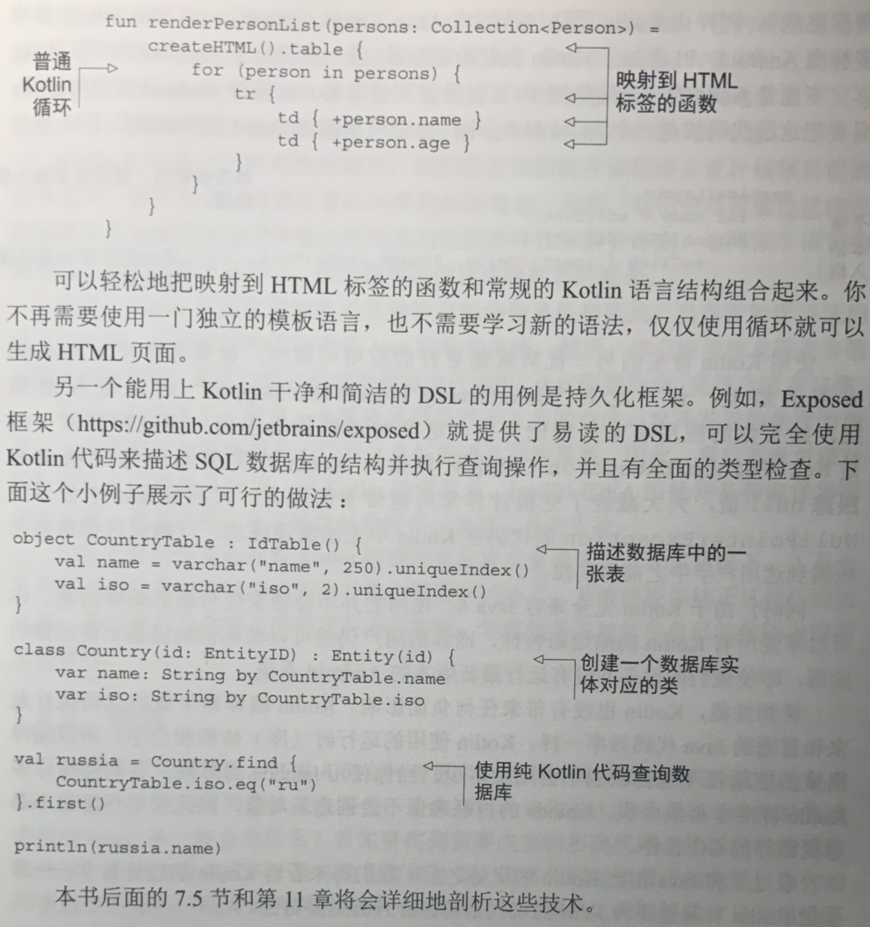 fun renderPersonList(persons: Collection<Person>) =
createHTML().table {
for (person in persons) {
tr {
td { +person.name }
td { +person.age }
}
}
}
}
普通
Kotlin
循环
映射到 HTML
标签的函数
可以轻松地把映射到 HTML 标签的函数和常规的 Kotlin 语言结构组合起来。你
不再需要使用一门独立的模板语言，也不需要学习新的语法，仅仅使用循环就可以
生成 HTML 页面。
另一个能用上 Kotlin 干净和简洁的 DSL 的用例是持久化框架。例如，Exposed
框架（https://github.com/jetbrains/exposed）就提供了易读的 DSL，可以完全使用
Kotlin 代码来描述 SQL 数据库的结构并执行查询操作，并且有全面的类型检查。下
面这个小例子展示了可行的做法：
object CountryTable : IdTable() {
val name = varchar("name", 250).uniqueIndex()
val iso = varchar("iso", 2).uniqueIndex()
}
描述数据库中的一
张表
class Country(id: EntityID) : Entity(id) {
var name: String by CountryTable.name
var iso: String by CountryTable.iso
}
创建一个数据库实
体对应的类
val russia = Country.find {
CountryTable.iso.eq("ru")
}.first()
使用纯 Kotlin 代码查询数
据库
println(russia.name)
本书后面的 7.5 节和第 11 章将会详细地剖析这些技术。